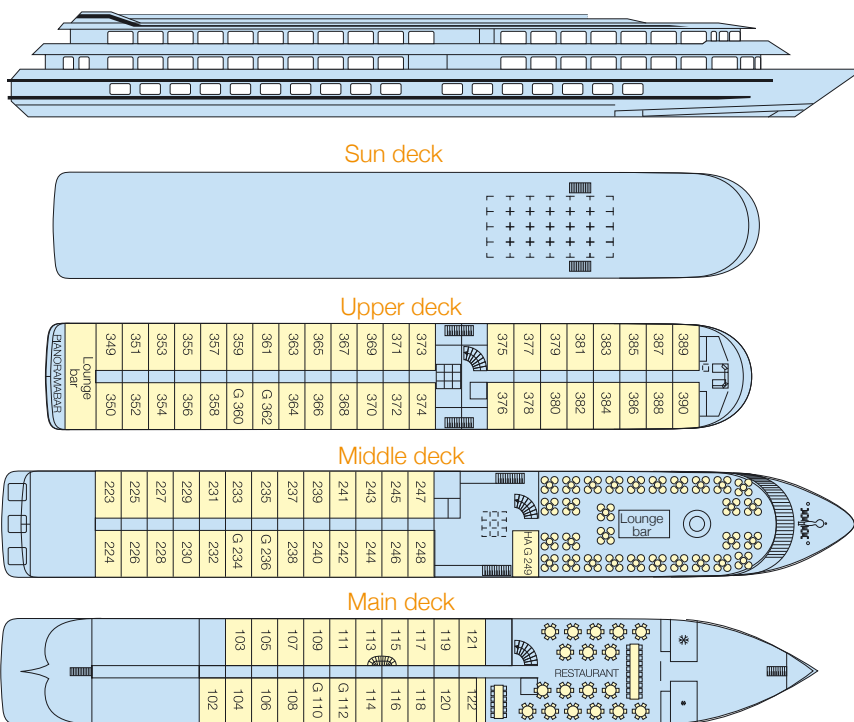 Sun deck
Upper deck
PIANORAMABAR
Lounge
bar
349 351 353 355 357 359 361 363 365 367 369 371 373 375 377 379 381 383 385 387 389
350 352 354 356 358 G 360 G 362 364 366 368 370 372 374 376 378 380 382 384 386 388 390
Middle deck
223 225 227 229 231 233 235 237 239 241 243 245 247
Lounge
bar
224 226 228 230 232 G 234 G 236 238 240 242 244 246 248 HA G 249
Main deck
103 105 107 109 111 113 115 117 119 121
RESTAURANT
102 104 106 108 G 110 G 112 114 116 118 120 122